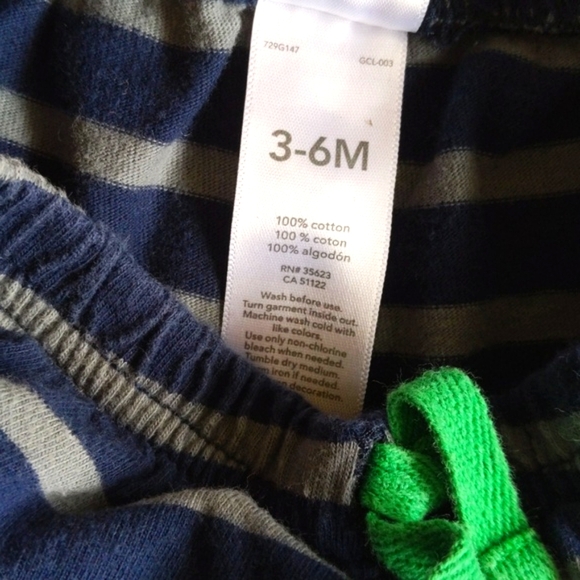 729G147 GCL-003
3-6M
100% cotton
100 % coton
100% algodón
RN# 35623
CA 51122
Wash before use.
Turn garment inside out.
Machine wash cold with
like colors.
Use only non-chlorine
bleach when needed.
Tumble dry medium.
iron if needed.
on decoration.